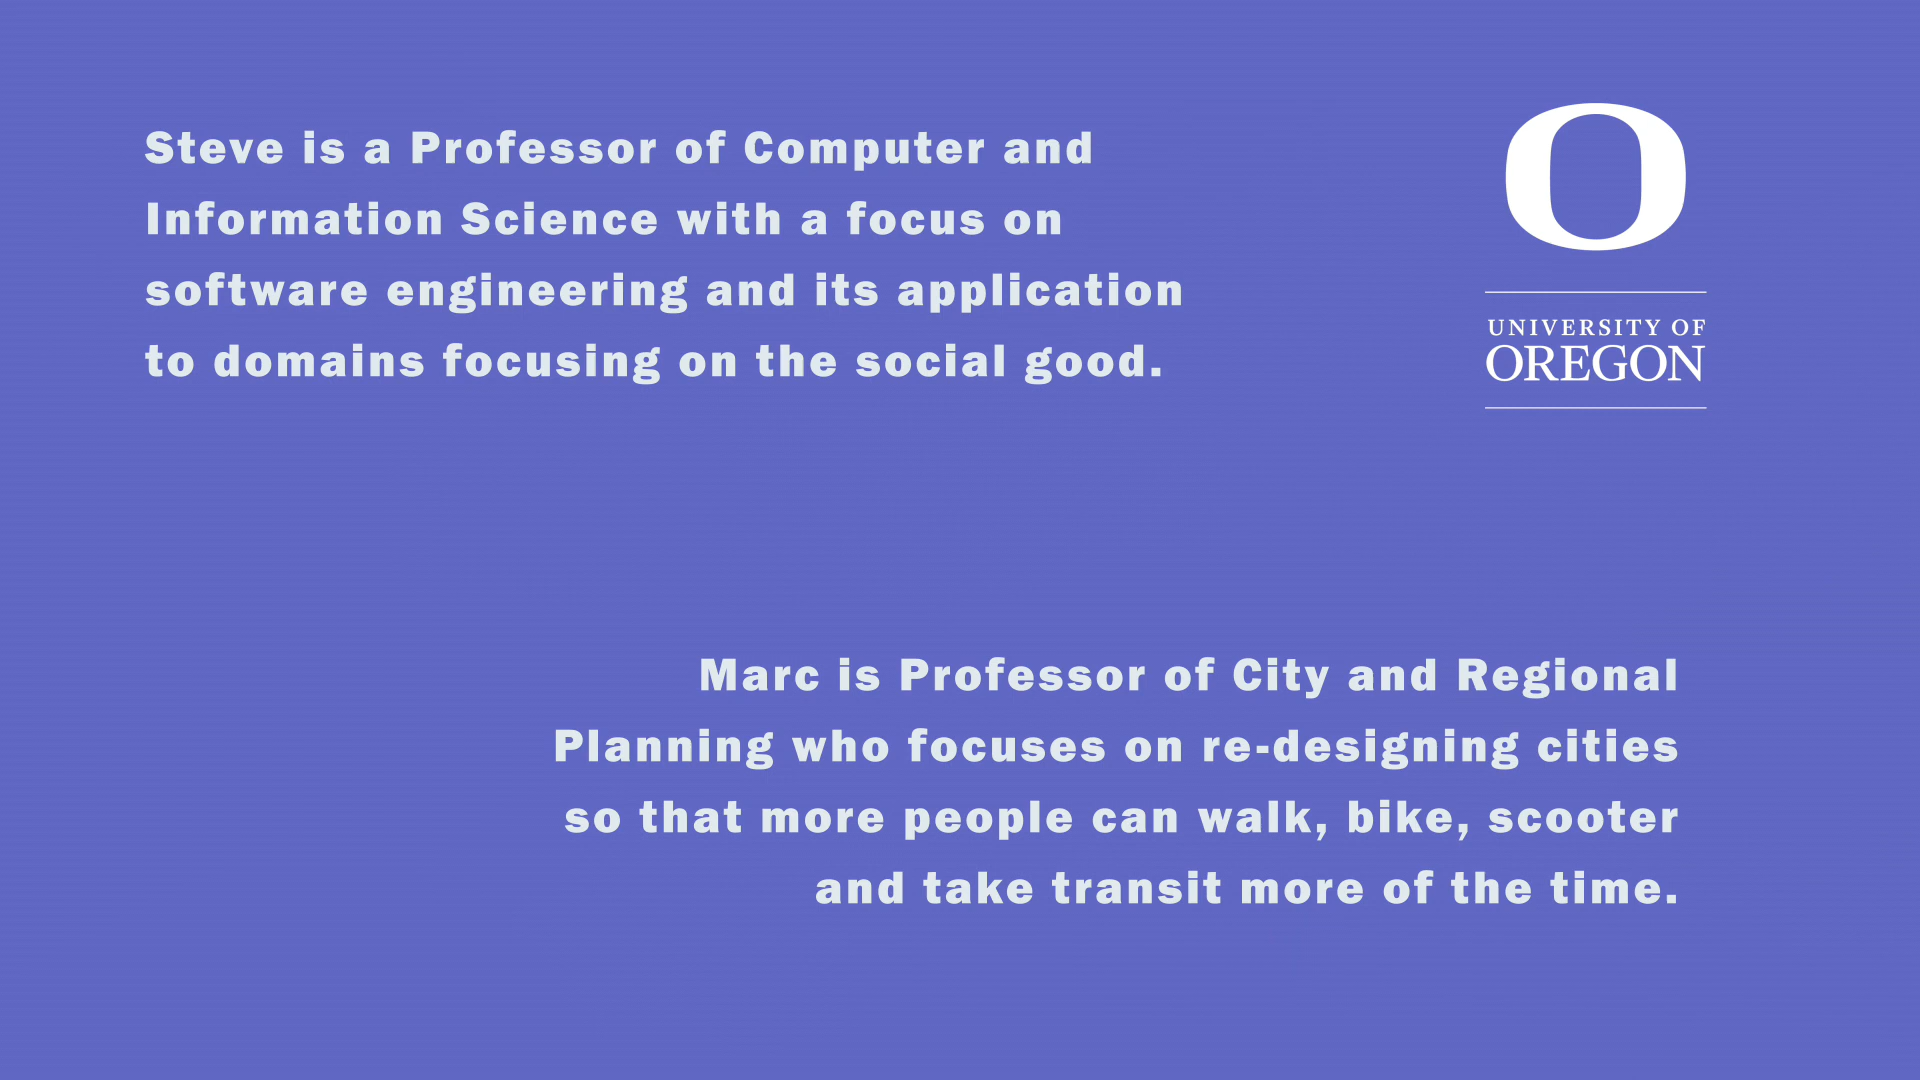 Steve is a Professor of Computer and
Information Science with a focus on
software engineering and its application
to domains focusing on the social good.
O
UNIVERSITY OF
OREGON
Marc is Professor of City and Regional
Planning who focuses on re-designing cities
so that more people can walk, bike, scooter
and take transit more of the time.